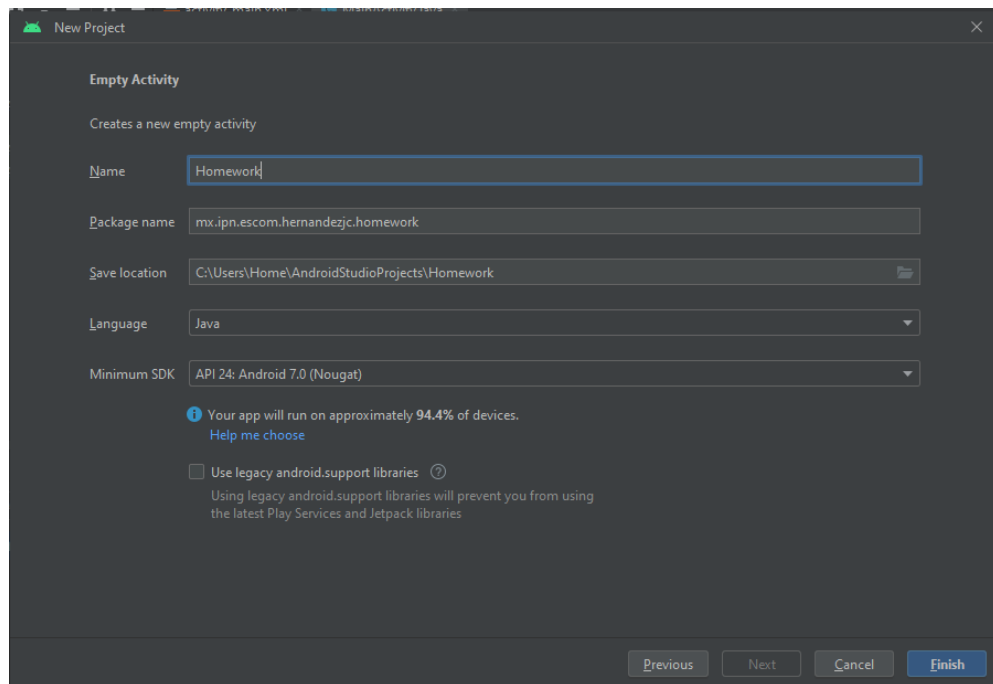 New Project
Empty Activity
Creates a new empty activity
Name Homework
Package name mx.ipn.escom.hernandezjc.homework
Save location C:\Users\Home\AndroidStudioProjects\Homework
Language Java
Minimum SDK API 24: Android 7.0 (Nougat)
i Your app will run on approximately 94.4% of devices.
Help me choose
Use legacy android.support libraries ?
Using legacy android.support libraries will prevent you from using
the latest Play Services and Jetpack libraries
Previous Next Cancel Finish